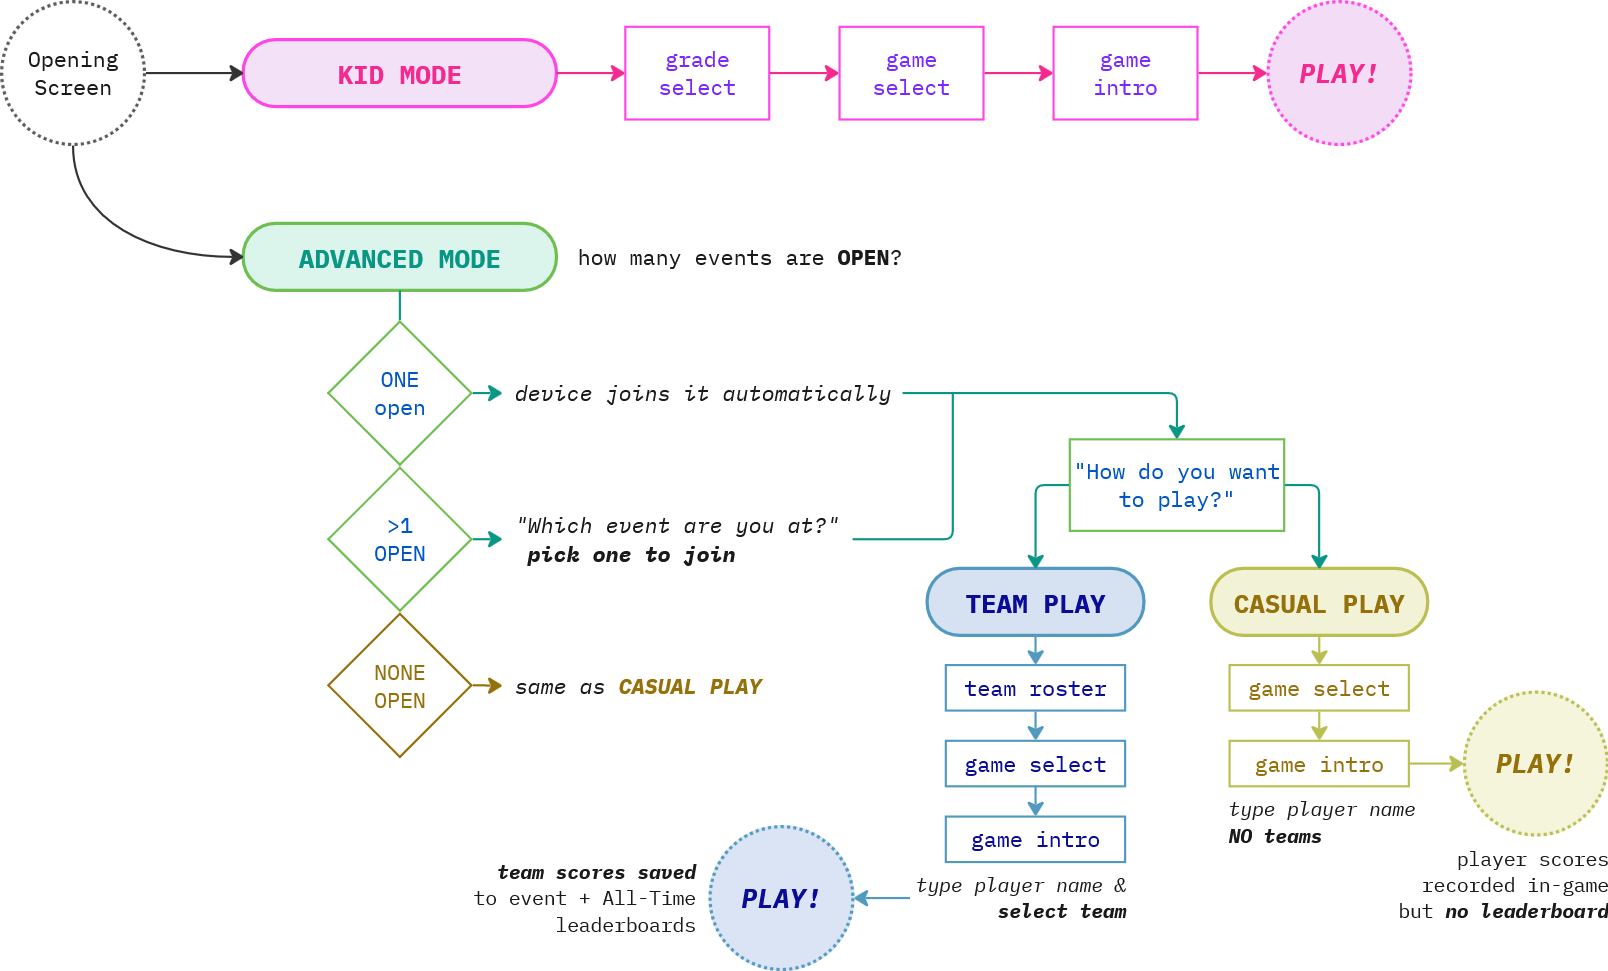 Opening
Screen
KID MODE
grade
select
game
select
game
intro
PLAY!
ADVANCED MODE
how many events are OPEN?
ONE
open
device joins it automatically
"How do you want
to play?"
>1
OPEN
"Which event are you at?"
pick one to join
NONE
OPEN
same as CASUAL PLAY
TEAM PLAY
team roster
game select
game intro
type player name &
select team
PLAY!
team scores saved
to event + All-Time
leaderboards
CASUAL PLAY
game select
game intro
type player name
NO teams
PLAY!
player scores
recorded in-game
but no leaderboard